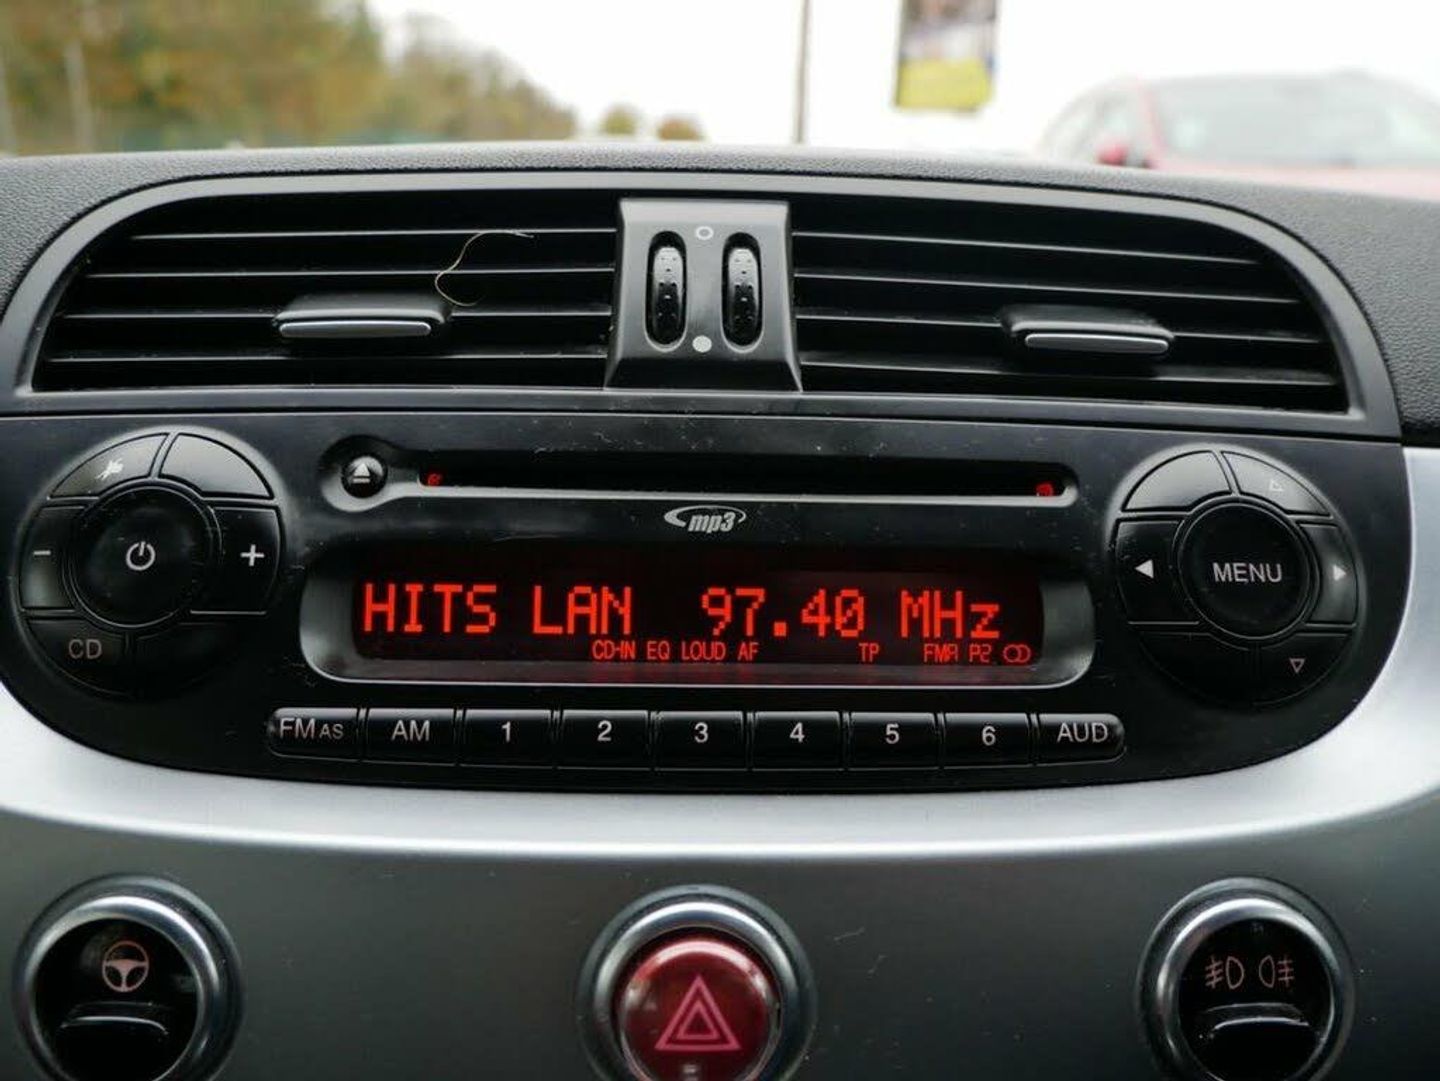 mp3
HITS LAN 97.40 MHz
CD-IN EQ LOUD AF TP FMA P2 CD
− + MENU
CD
FM AS AM 1 2 3 4 5 6 AUD